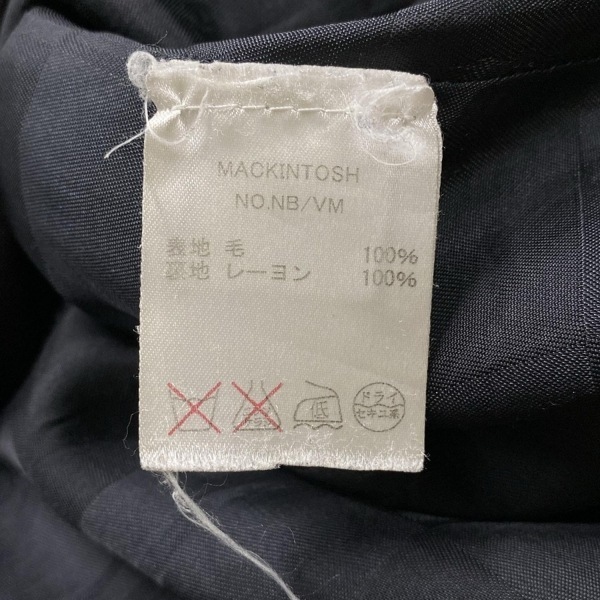 MACKINTOSH
NO.NB/VM
表地 毛 100%
裏地 レーヨン 100%
低
ドライ
セキユ系